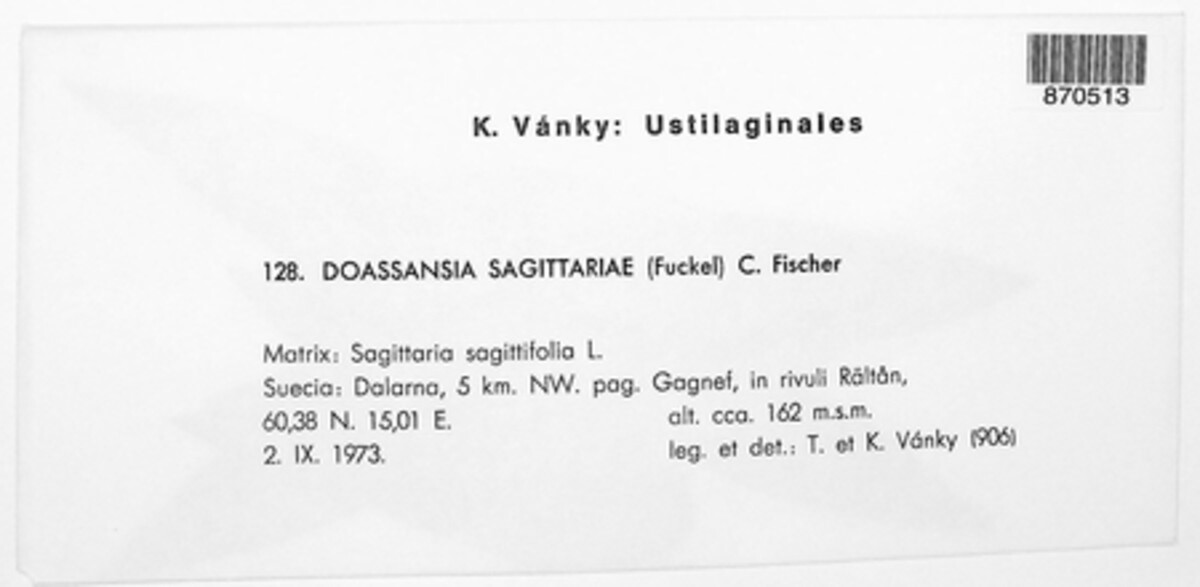 870513
K. Vánky: Ustilaginales
128. DOASSANSIA SAGITTARIAE (Fuckel) C. Fischer
Matrix: Sagittaria sagittifolia L.
Suecia: Dalarna, 5 km. NW. pag. Gagnef, in rivuli Rältån,
60,38 N. 15,01 E. alt. cca. 162 m.s.m.
2. IX. 1973. leg. et det.: T. et K. Vánky (906)